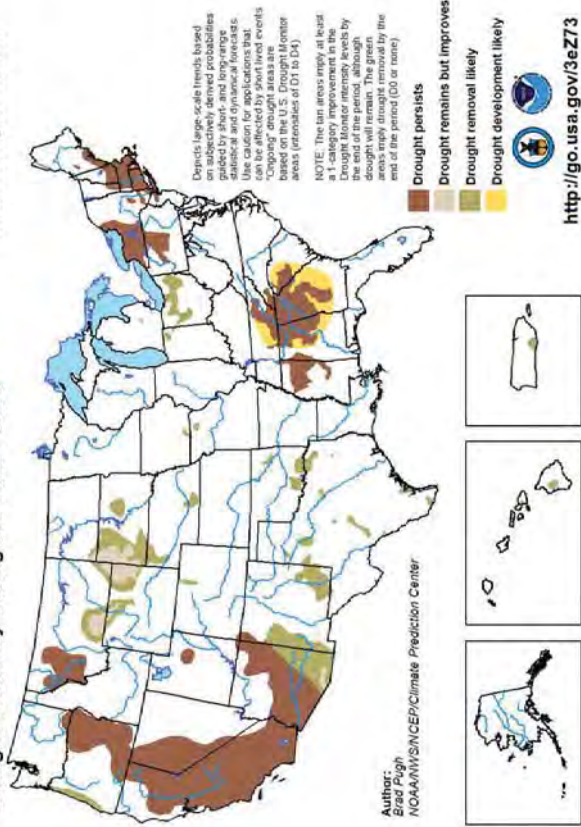 Depicts large-scale trends based
on subjectively derived probabilities
guided by short- and long-range
statistical and dynamical forecasts.
Use caution for applications that
can be affected by short lived events.
"Ongoing" drought areas are
based on the U.S. Drought Monitor
areas (intensities of D1 to D4).
NOTE: The tan areas imply at least
a 1-category improvement in the
Drought Monitor intensity levels by
the end of the period, although
drought will remain. The green
areas imply drought removal by the
end of the period (D0 or none).
Author:
Brad Pugh
NOAA/NWS/NCEP/Climate Prediction Center
Drought persists
Drought remains but improves
Drought removal likely
Drought development likely
http://go.usa.gov/3eZ73